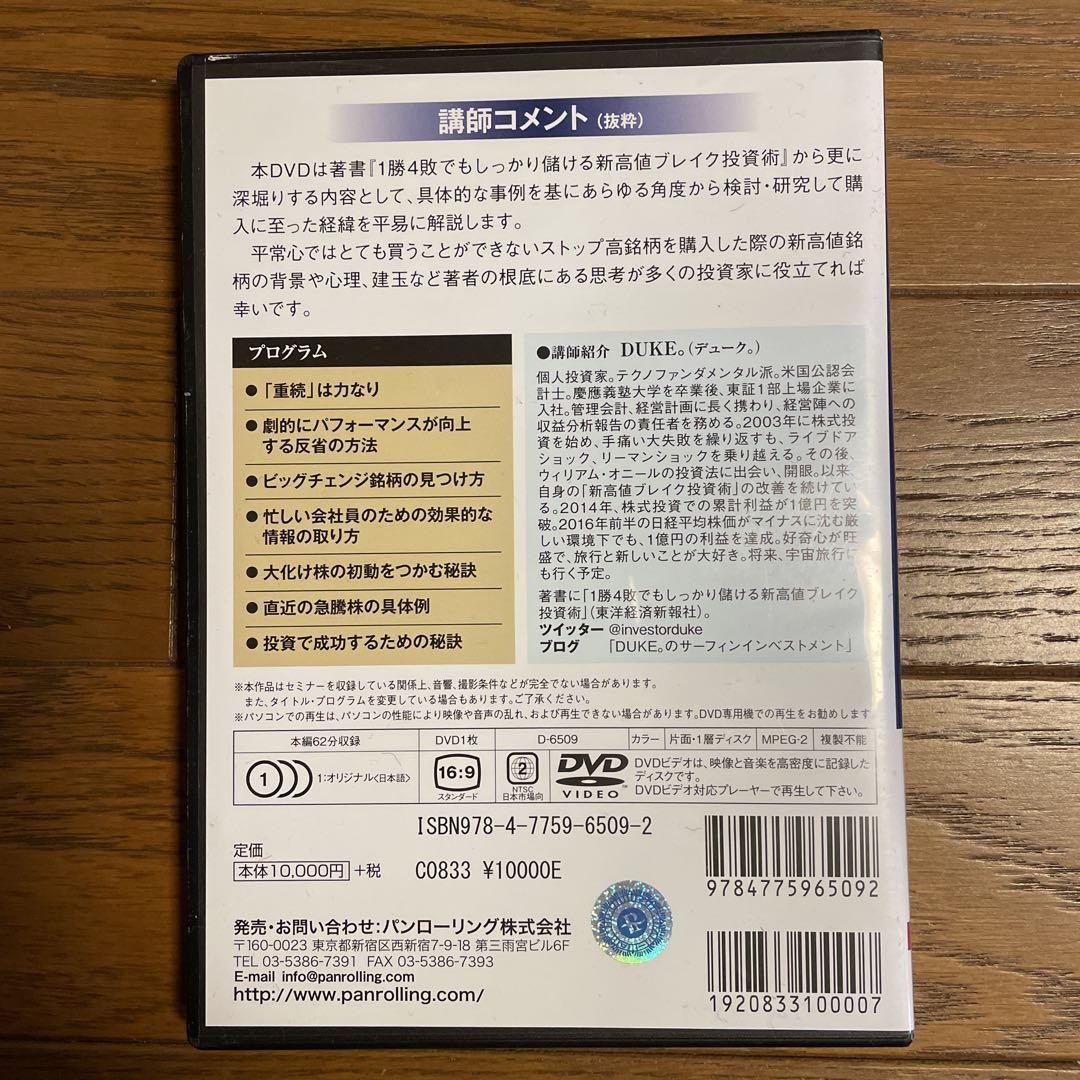 講師コメント(抜粋)
本DVDは著書『1勝4敗でもしっかり儲ける新高値ブレイク投資術』から更に
深堀りする内容として、具体的な事例を基にあらゆる角度から検討・研究して購
入に至った経緯を平易に解説します。
平常心ではとても買うことができないストップ高銘柄を購入した際の新高値銘
柄の背景や心理、建玉など著者の根底にある思考が多くの投資家に役立てれば
幸いです。
プログラム
●「重続」は力なり
●劇的にパフォーマンスが向上
する反省の方法
●ビッグチェンジ銘柄の見つけ方
●忙しい会社員のための効果的な
情報の取り方
●大化け株の初動をつかむ秘訣
●直近の急騰株の具体例
●投資で成功するための秘訣
●講師紹介 DUKE。(デューク。)
個人投資家。テクノファンダメンタル派。米国公認会
計士。慶應義塾大学を卒業後、東証1部上場企業に
入社。管理会計、経営計画に長く携わり、経営陣への
収益分析報告の責任者を務める。2003年に株式投
資を始め、手痛い大失敗を繰り返すも、ライブドア
ショック、リーマンショックを乗り越える。その後、
ウィリアム・オニールの投資法に出会い、開眼。以来、
自身の「新高値ブレイク投資術」の改善を続けてい
る。2014年、株式投資での累計利益が1億円を突
破。2016年前半の日経平均株価がマイナスに沈む厳
しい環境下でも、1億円の利益を達成。好奇心が旺
盛で、旅行と新しいことが大好き。将来、宇宙旅行に
も行く予定。
著書に「1勝4敗でもしっかり儲ける新高値ブレイク
投資術」(東洋経済新報社)。
ツイッター @investorduke
ブログ 「DUKE。のサーフィンインベストメント」
※本作品はセミナーを収録している関係上、音響、撮影条件などが完全でない場合があります。
また、タイトル・プログラムを変更している場合もあります。ご了承ください。
※パソコンでの再生は、パソコンの性能により映像や音声の乱れ、および再生できない場合があります。DVD専用機での再生をお勧めします。
本編62分収録 DVD1枚 D-6509 カラー 片面・1層ディスク MPEG-2 複製不能
1 1:オリジナル<日本語> 16:9 スタンダード 2 NTSC 日本市場向 DVD VIDEO
DVDビデオは、映像と音楽を高密度に記録した
ディスクです。
DVDビデオ対応プレーヤーで再生して下さい。
ISBN978-4-7759-6509-2
定価
本体10,000円 +税
C0833 ¥10000E
9784775965092
発売・お問い合わせ:パンローリング株式会社
〒160-0023 東京都新宿区西新宿7-9-18 第三雨宮ビル6F
TEL 03-5386-7391 FAX 03-5386-7393
E-mail info@panrolling.com
http://www.panrolling.com/
1920833100007